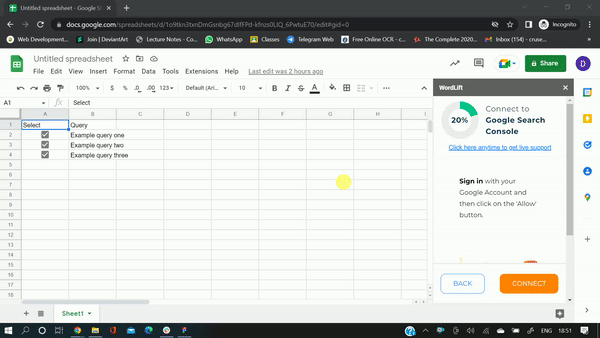 Untitled spreadsheet - Google Sh
docs.google.com/spreadsheets/d/1o9tkn3txnDmGsnbg67dlfFPd-kfnzs0LIQ_6PwtuE70/edit#gid=0
Incognito
Web Development... Join | DeviantArt Lecture Notes - Co... WhatsApp Classes Telegram Web Free Online OCR - c... The Complete 2020... Inbox (154) - cruse...
Untitled spreadsheet
File Edit View Insert Format Data Tools Extensions Help Last edit was 2 hours ago
Share
D
100% $ % .0 .00 123 Default (Ari... 10 B I S A
A1 fx Select
A B C D E F G H I
1 Select Query
2 Example query one
3 Example query two
4 Example query three
5
6
7
8
9
10
11
12
13
14
15
16
17
18
WordLift
20%
Connect to
Google Search
Console
Click here anytime to get live support
Sign in with your
Google Account and
then click on the 'Allow'
button.
BACK CONNECT
Sheet1
ENG 18:51